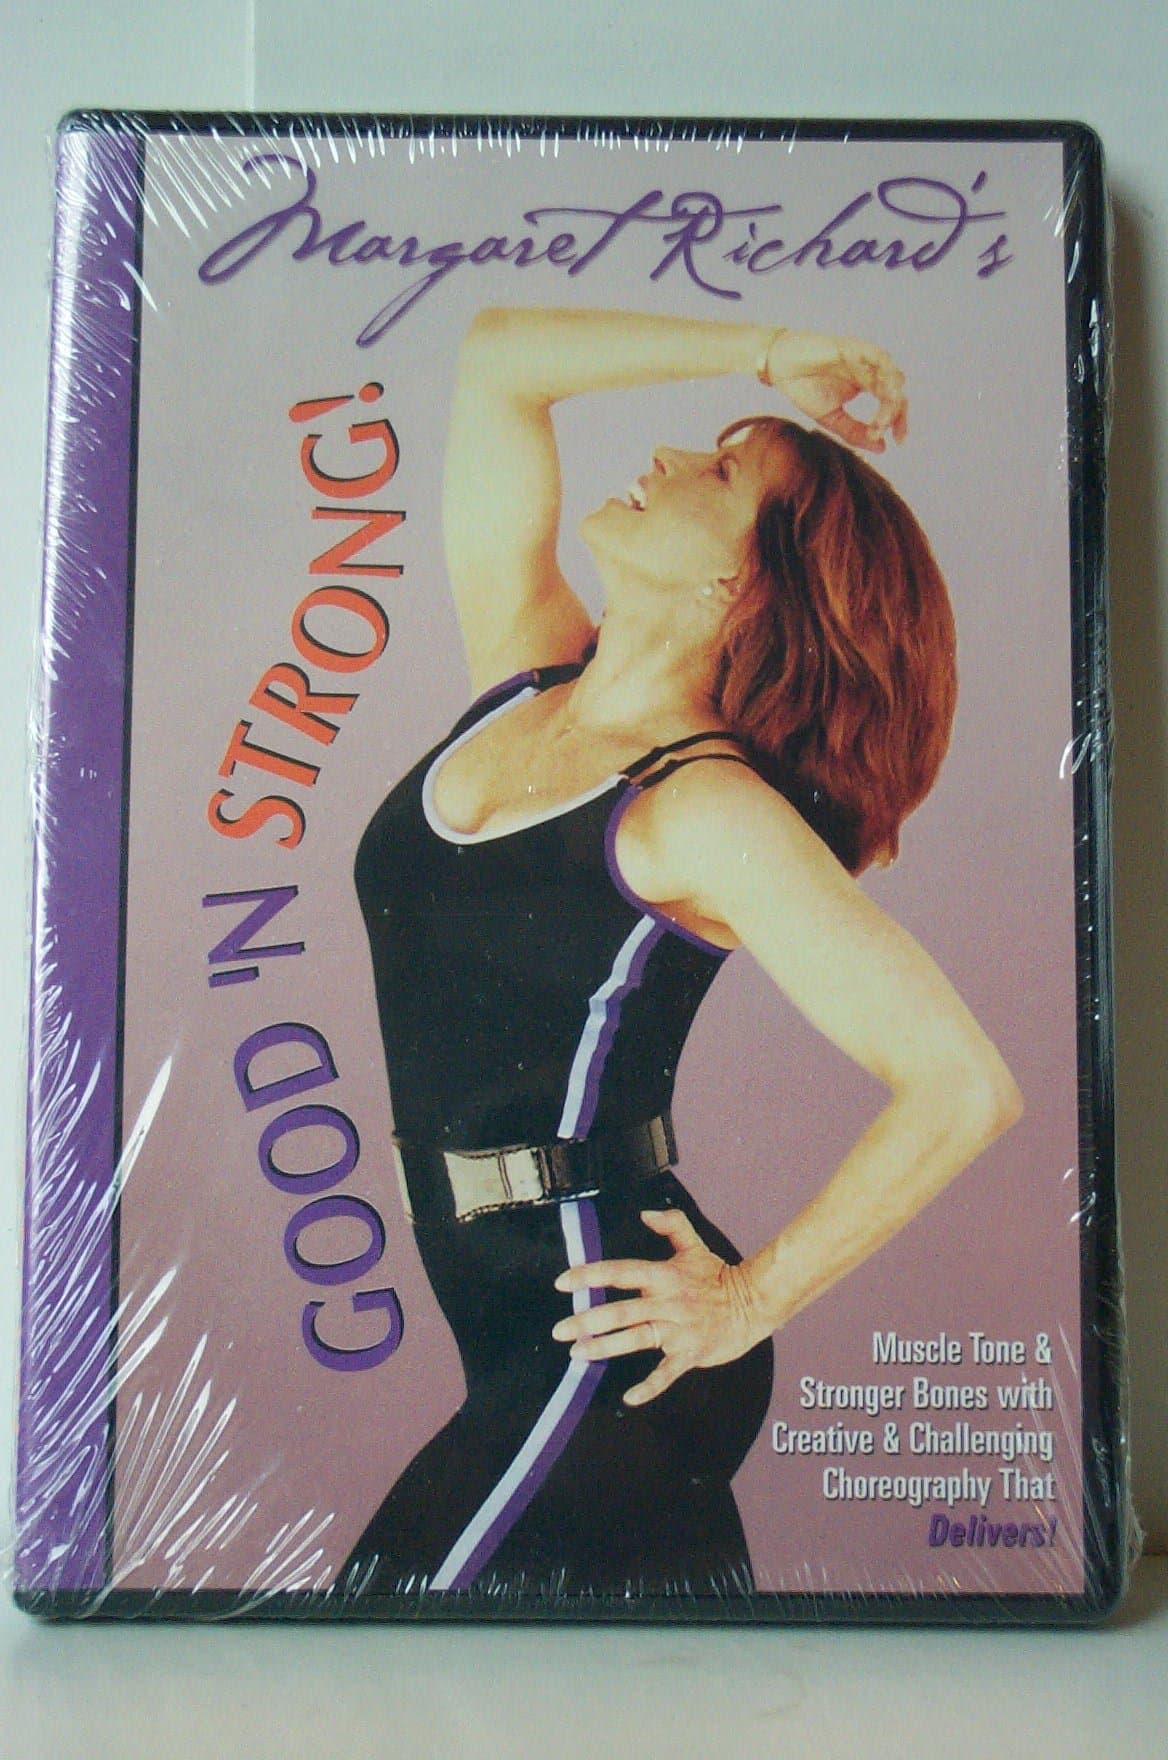 Margaret Richard's
GOOD 'N STRONG!
Muscle Tone &
Stronger Bones with
Creative & Challenging
Choreography That
Delivers!